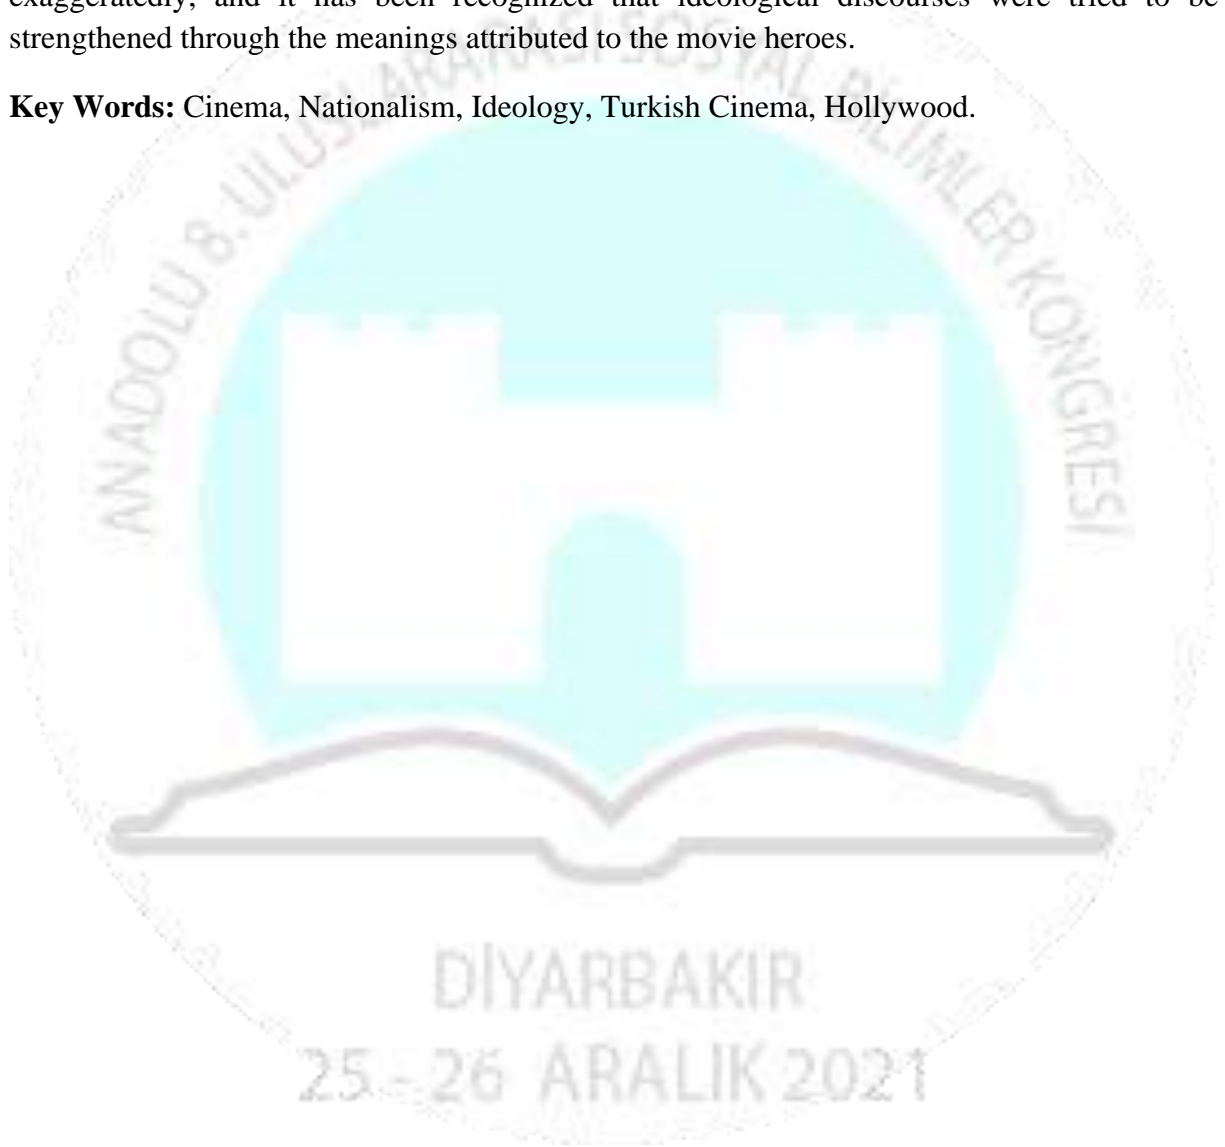 exaggeratedly, and it has been recognized that ideological discourses were tried to be
strengthened through the meanings attributed to the movie heroes.
Key Words: Cinema, Nationalism, Ideology, Turkish Cinema, Hollywood.
ANADOLU 8. ULUSLARARASI SOSYAL BİLİMLER KONGRESİ
DİYARBAKIR
25 - 26 ARALIK 2021